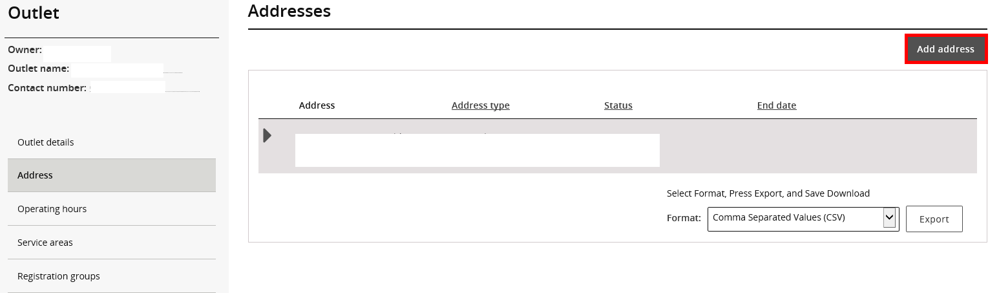 Outlet
Owner:
Outlet name:
Contact number:
Outlet details
Address
Operating hours
Service areas
Registration groups
Addresses
Add address
Address Address type Status End date
Select Format, Press Export, and Save Download
Format: Comma Separated Values (CSV) Export